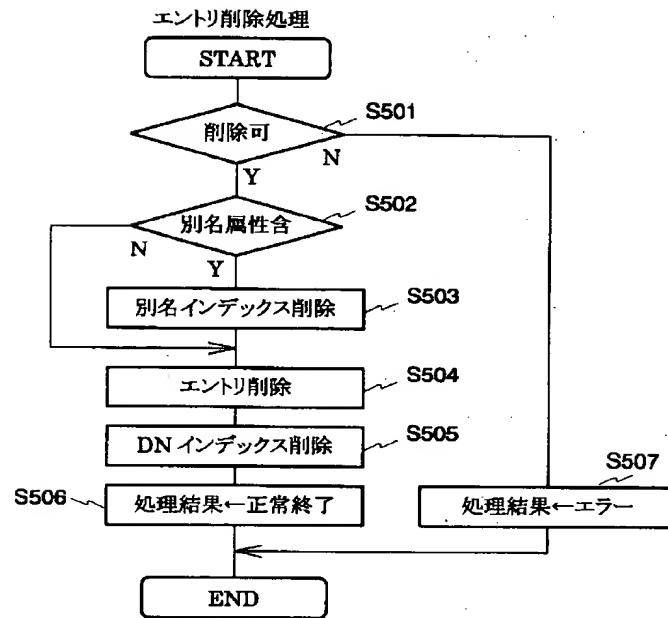 エントリ削除処理
START
S501
削除可
N
Y
S502
別名属性含
N
Y
S503
別名インデックス削除
エントリ削除
S504
DN インデックス削除
S505
S506
処理結果←正常終了
S507
処理結果←エラー
END